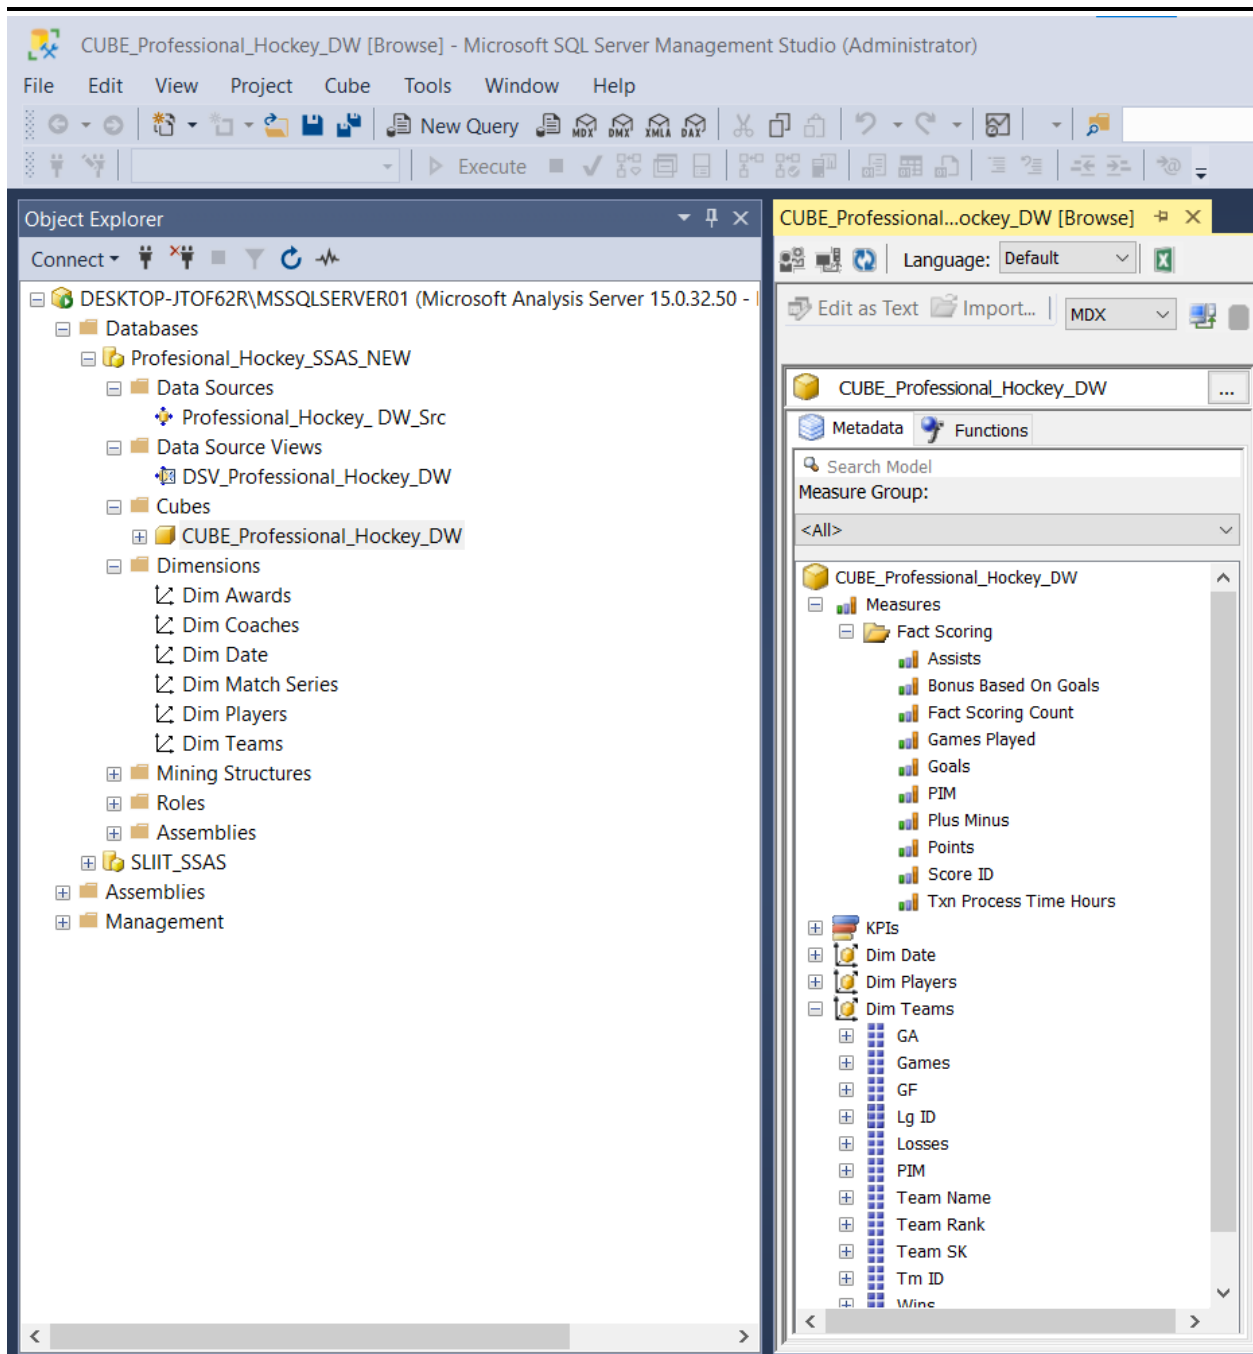 CUBE_Professional_Hockey_DW [Browse] - Microsoft SQL Server Management Studio (Administrator)
File Edit View Project Cube Tools Window Help
New Query MDX DMX XMLA DAX
Execute
Object Explorer
Connect
DESKTOP-JTOF62R\MSSQLSERVER01 (Microsoft Analysis Server 15.0.32.50 -
Databases
Profesional_Hockey_SSAS_NEW
Data Sources
Professional_Hockey_ DW_Src
Data Source Views
DSV_Professional_Hockey_DW
Cubes
CUBE_Professional_Hockey_DW
Dimensions
Dim Awards
Dim Coaches
Dim Date
Dim Match Series
Dim Players
Dim Teams
Mining Structures
Roles
Assemblies
SLIIT_SSAS
Assemblies
Management
CUBE_Professional...ockey_DW [Browse]
Language: Default
Edit as Text Import... MDX
CUBE_Professional_Hockey_DW ...
Metadata Functions
Search Model
Measure Group:
<All>
CUBE_Professional_Hockey_DW
Measures
Fact Scoring
Assists
Bonus Based On Goals
Fact Scoring Count
Games Played
Goals
PIM
Plus Minus
Points
Score ID
Txn Process Time Hours
KPIs
Dim Date
Dim Players
Dim Teams
GA
Games
GF
Lg ID
Losses
PIM
Team Name
Team Rank
Team SK
Tm ID
Wins